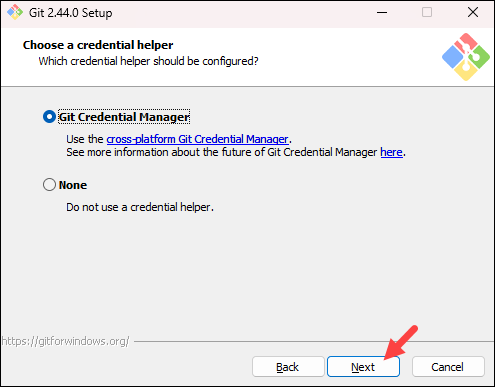 Git 2.44.0 Setup
Choose a credential helper
Which credential helper should be configured?
Git Credential Manager
Use the cross-platform Git Credential Manager.
See more information about the future of Git Credential Manager here.
None
Do not use a credential helper.
https://gitforwindows.org/
Back Next Cancel